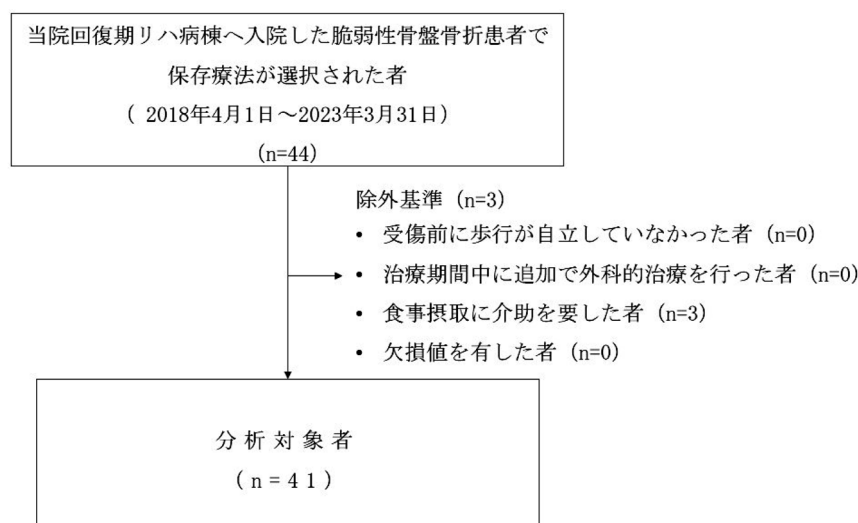 当院回復期リハ病棟へ入院した脆弱性骨盤骨折患者で
保存療法が選択された者
( 2018年4月1日～2023年3月31日)
(n=44)
除外基準 (n=3)
• 受傷前に歩行が自立していなかった者 (n=0)
• 治療期間中に追加で外科的治療を行った者 (n=0)
• 食事摂取に介助を要した者 (n=3)
• 欠損値を有した者 (n=0)
分析対象者
(n=41)